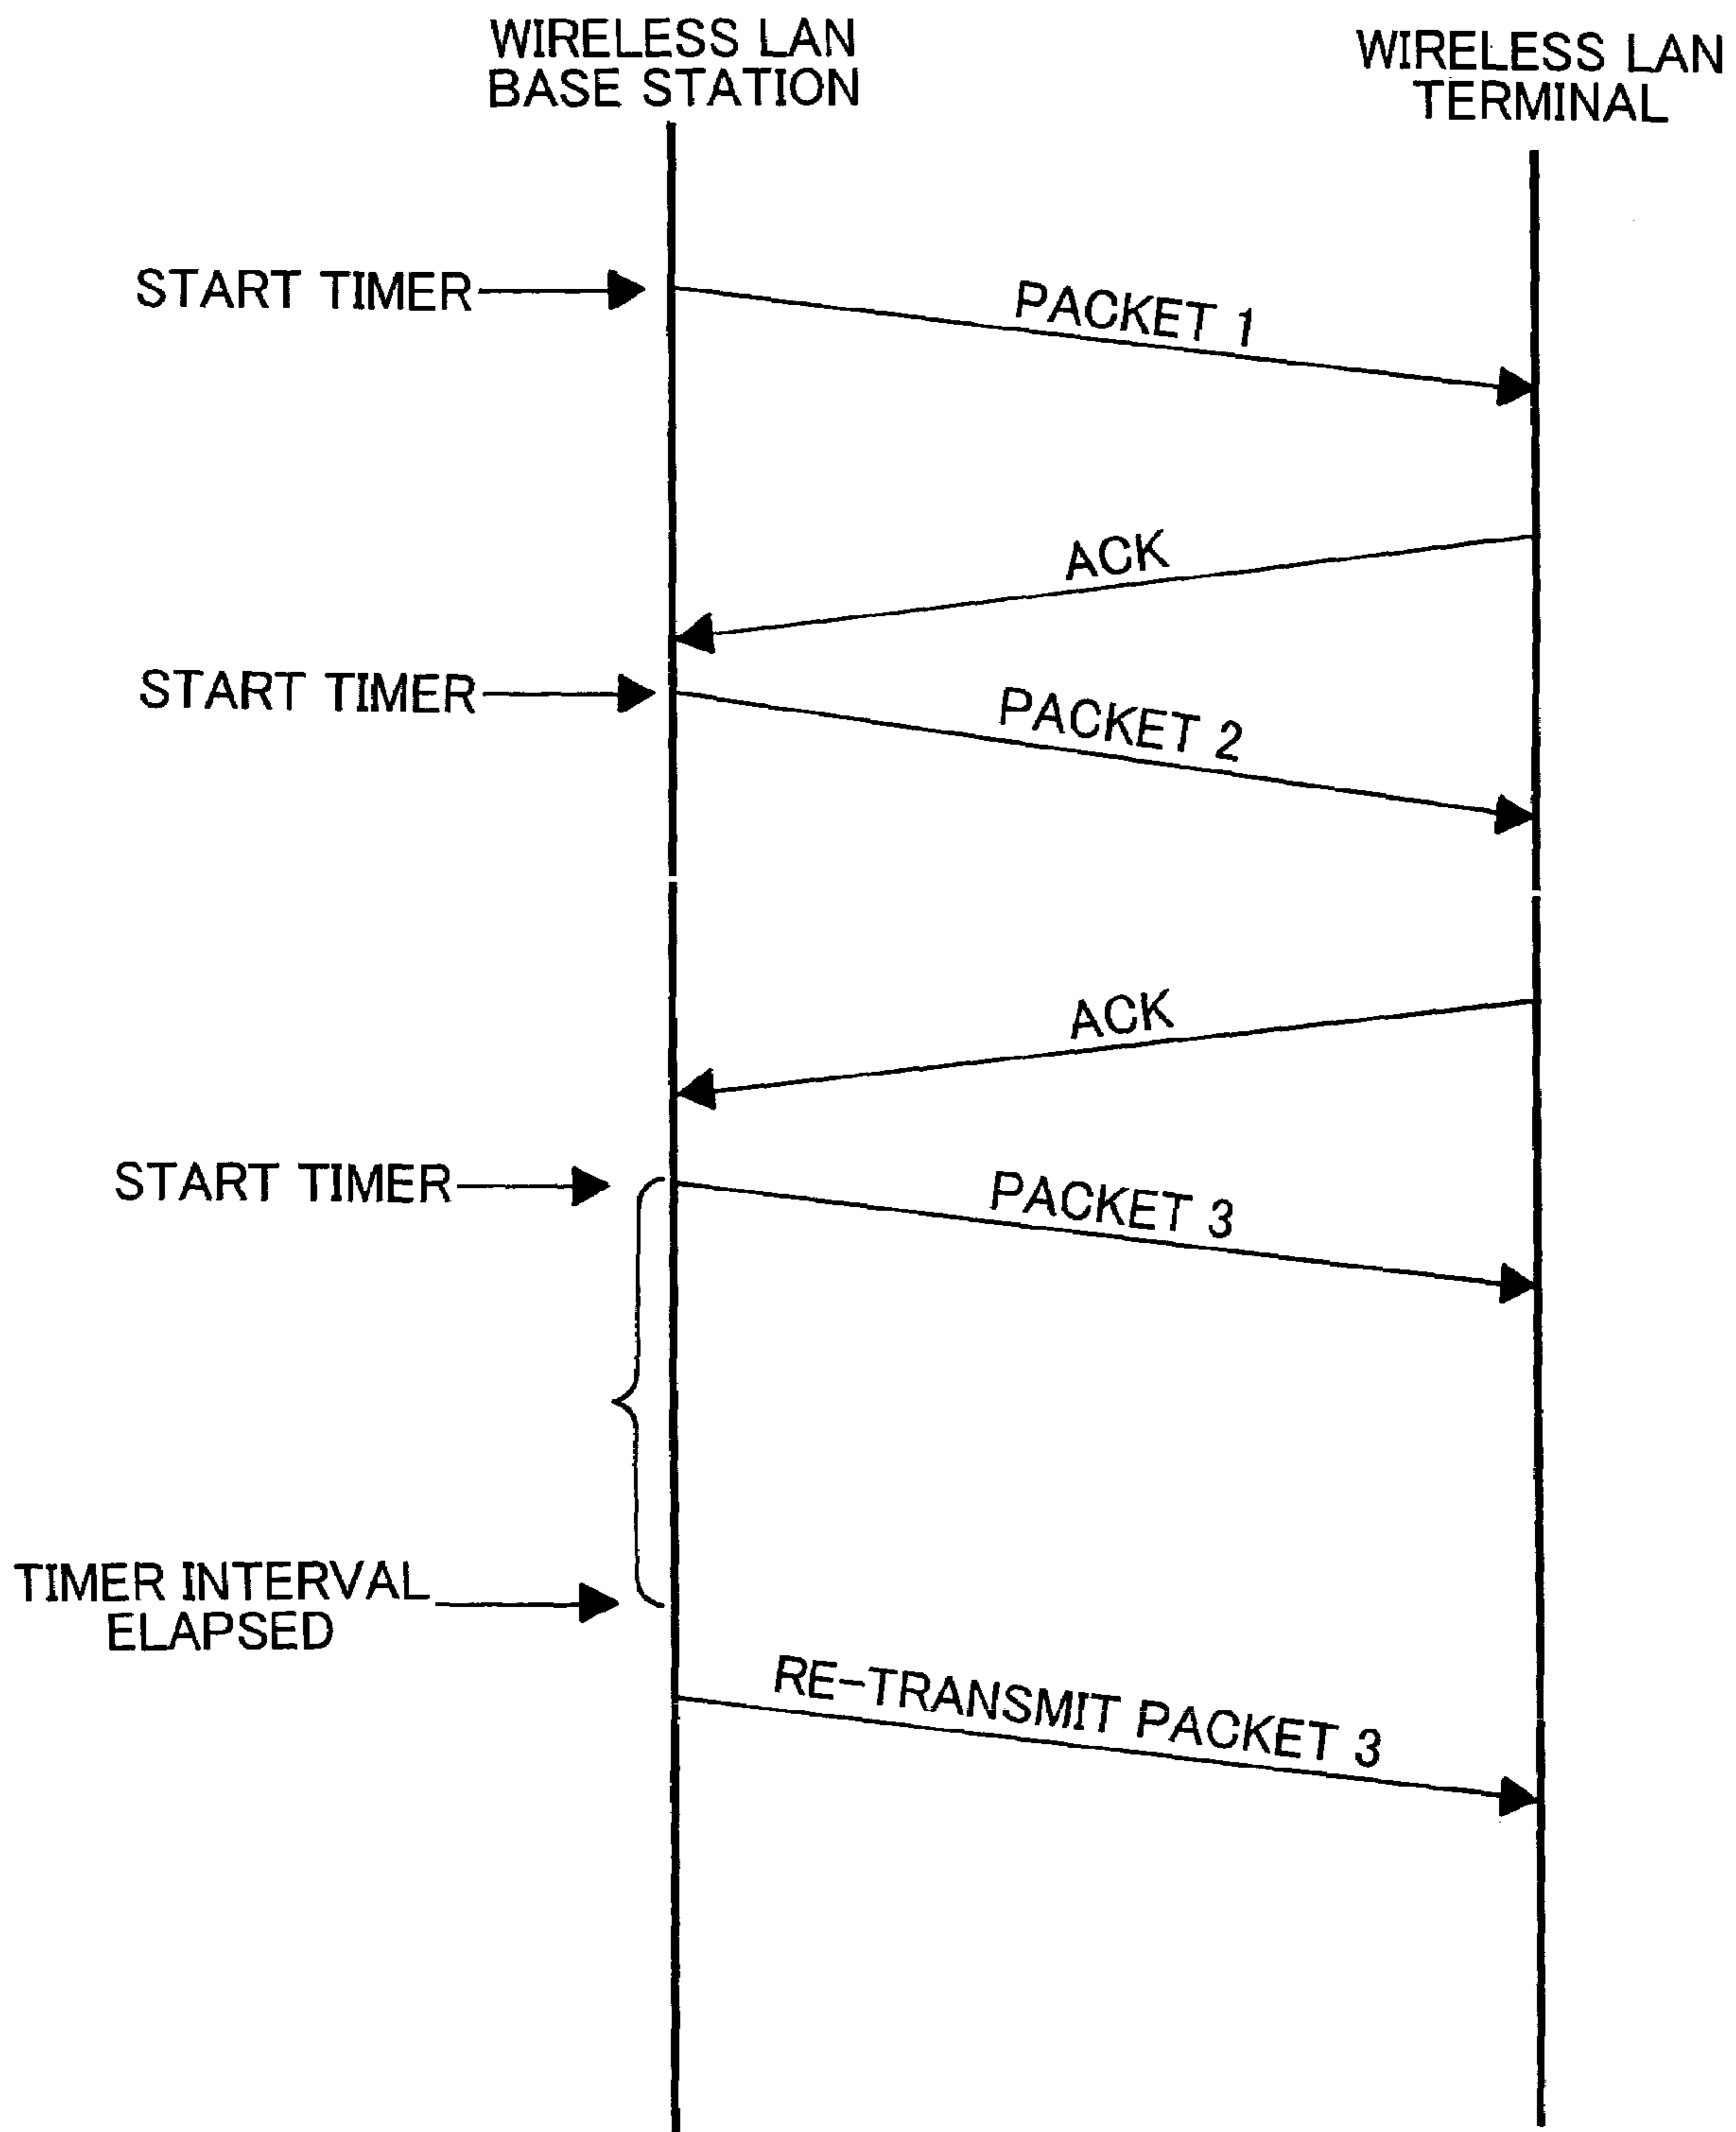 WIRELESS LAN
BASE STATION
WIRELESS LAN
TERMINAL
START TIMER
PACKET 1
ACK
START TIMER
PACKET 2
ACK
START TIMER
PACKET 3
TIMER INTERVAL
ELAPSED
RE-TRANSMIT PACKET 3